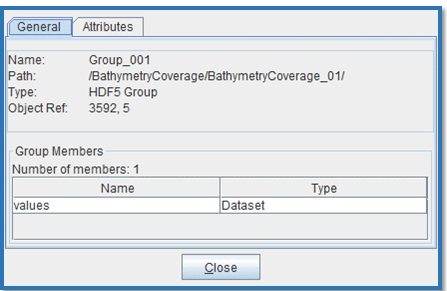 General Attributes
Name: Group_001
Path: /BathymetryCoverage/BathymetryCoverage_01/
Type: HDF5 Group
Object Ref: 3592, 5
Group Members
Number of members: 1
Name Type
values Dataset
Close